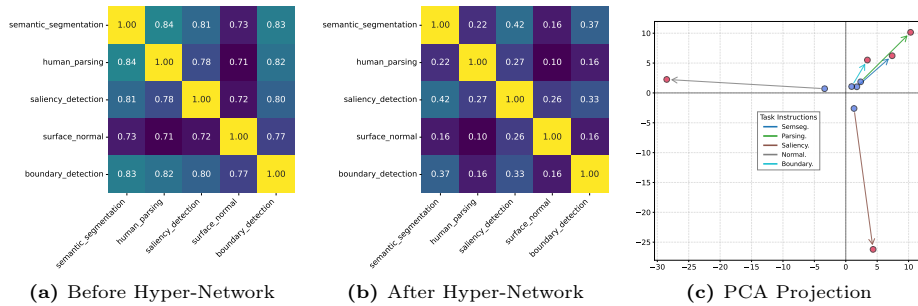 semantic_segmentation 1.00 0.84 0.81 0.73 0.83
human_parsing 0.84 1.00 0.78 0.71 0.82
saliency_detection 0.81 0.78 1.00 0.72 0.80
surface_normal 0.73 0.71 0.72 1.00 0.77
boundary_detection 0.83 0.82 0.80 0.77 1.00
semantic_segmentation
human_parsing
saliency_detection
surface_normal
boundary_detection
(a) Before Hyper-Network
semantic_segmentation 1.00 0.22 0.42 0.16 0.37
human_parsing 0.22 1.00 0.27 0.10 0.16
saliency_detection 0.42 0.27 1.00 0.26 0.33
surface_normal 0.16 0.10 0.26 1.00 0.16
boundary_detection 0.37 0.16 0.33 0.16 1.00
semantic_segmentation
human_parsing
saliency_detection
surface_normal
boundary_detection
(b) After Hyper-Network
10
5
0
−5
−10
−15
−20
−25
Task Instructions
Semseg.
Parsing.
Saliency.
Normal.
Boundary.
−30 −25 −20 −15 −10 −5 0 5 10
(c) PCA Projection